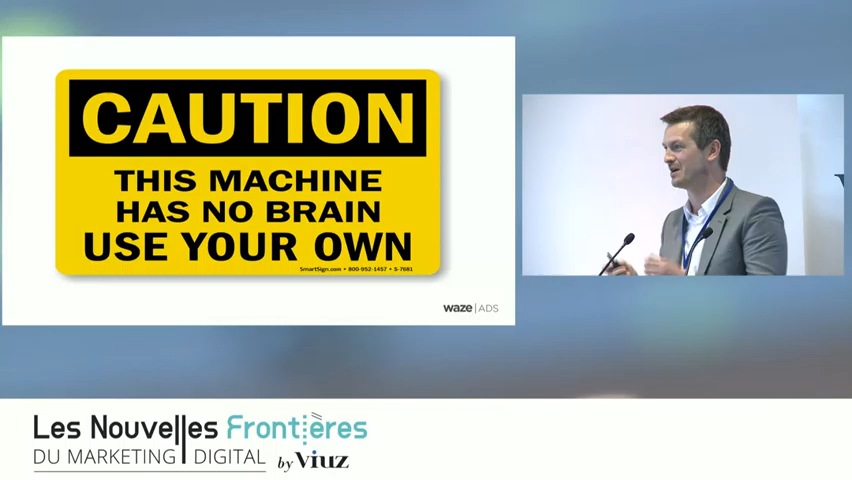 CAUTION
THIS MACHINE
HAS NO BRAIN
USE YOUR OWN
SmartSign.com • 800-952-1457 • S-7681
waze | ADS
Les Nouvelles Frontières
DU MARKETING DIGITAL
by Viuz